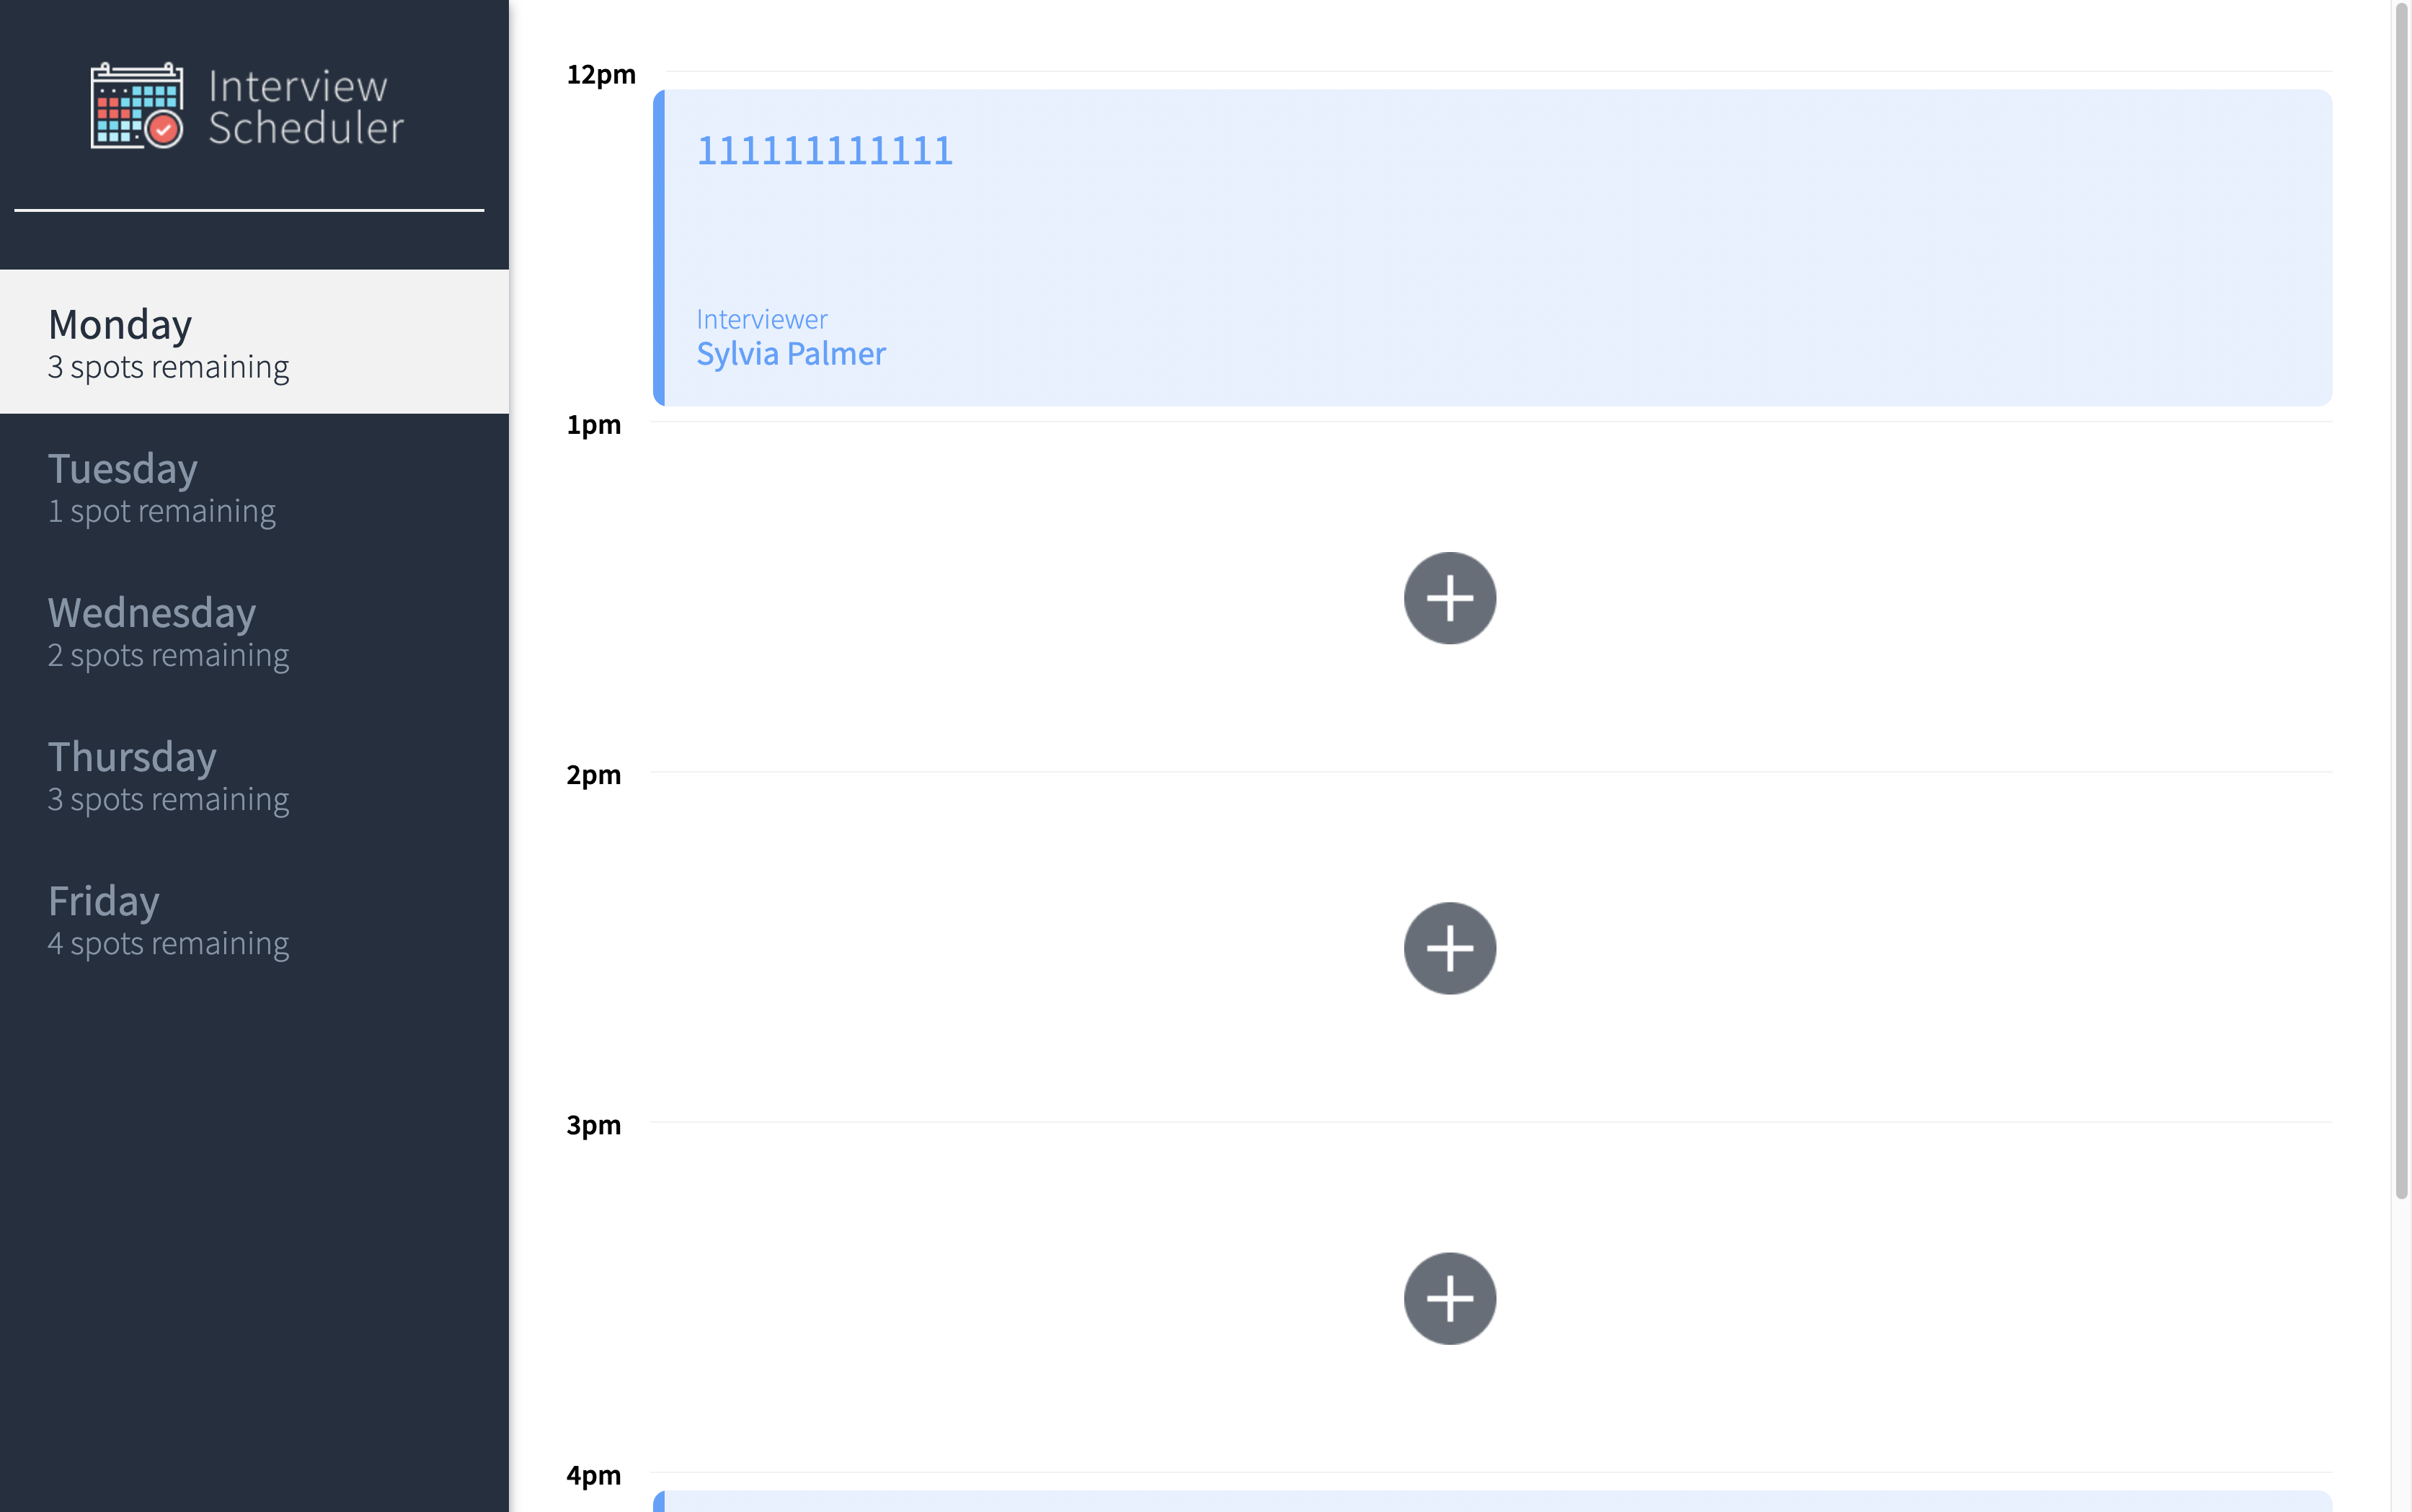 Interview
Scheduler
Monday
3 spots remaining
Tuesday
1 spot remaining
Wednesday
2 spots remaining
Thursday
3 spots remaining
Friday
4 spots remaining
12pm
111111111111
Interviewer
Sylvia Palmer
1pm
2pm
3pm
4pm